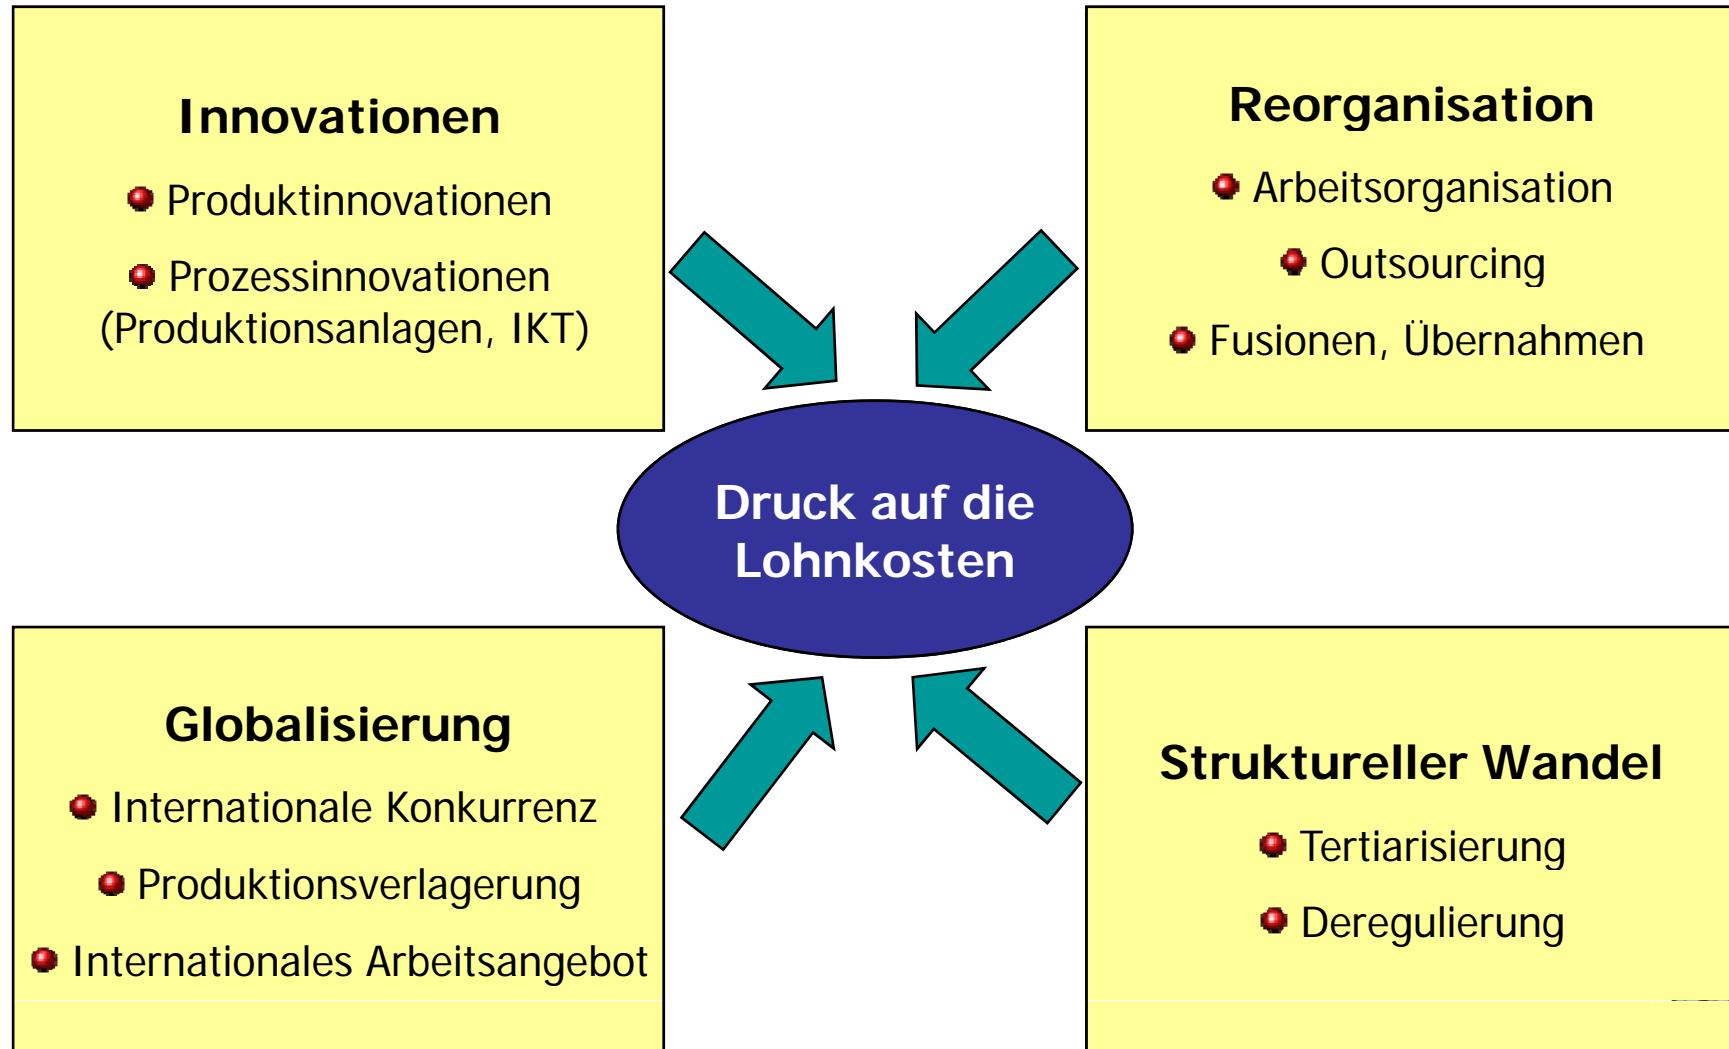 Innovationen
Produktinnovationen
Prozessinnovationen
(Produktionsanlagen, IKT)
Reorganisation
Arbeitsorganisation
Outsourcing
Fusionen, Übernahmen
Druck auf die
Lohnkosten
Globalisierung
Internationale Konkurrenz
Produktionsverlagerung
Internationales Arbeitsangebot
Struktureller Wandel
Tertiarisierung
Deregulierung